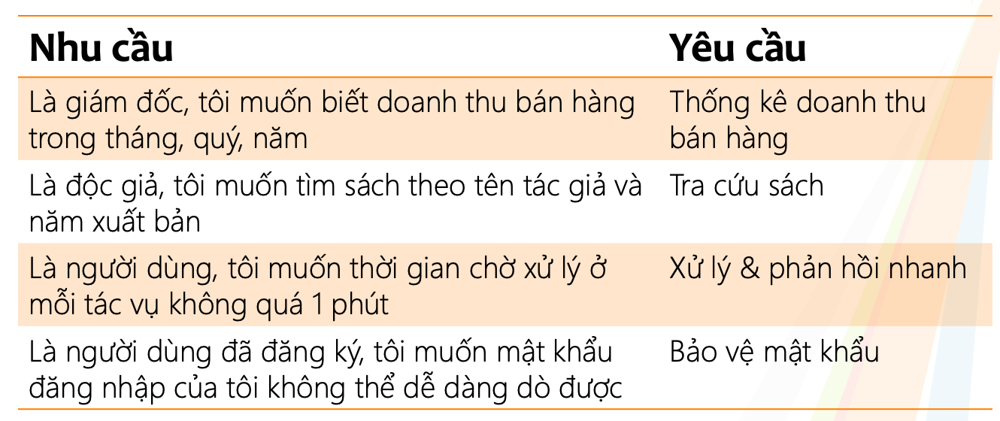 Nhu cầu
Yêu cầu
Là giám đốc, tôi muốn biết doanh thu bán hàng
trong tháng, quý, năm
Thống kê doanh thu
bán hàng
Là độc giả, tôi muốn tìm sách theo tên tác giả và
năm xuất bản
Tra cứu sách
Là người dùng, tôi muốn thời gian chờ xử lý ở
mỗi tác vụ không quá 1 phút
Xử lý & phản hồi nhanh
Là người dùng đã đăng ký, tôi muốn mật khẩu
đăng nhập của tôi không thể dễ dàng dò được
Bảo vệ mật khẩu